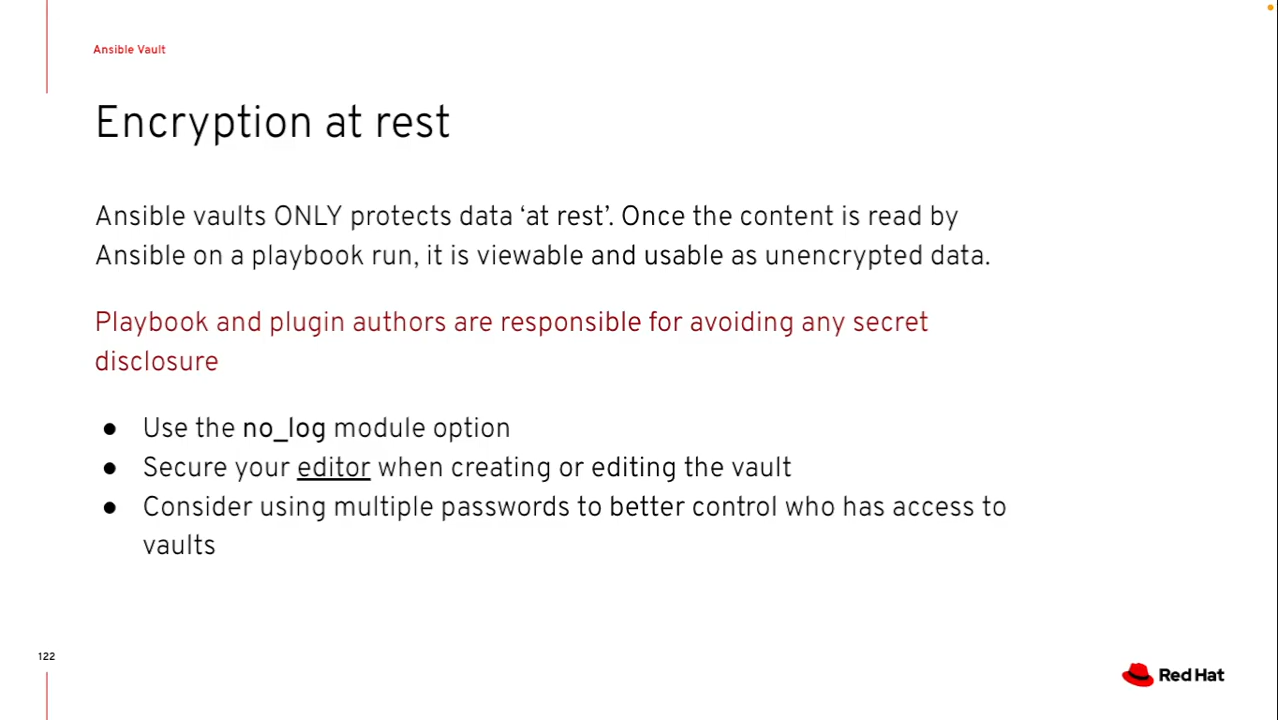 Ansible Vault
Encryption at rest
Ansible vaults ONLY protects data ‘at rest’. Once the content is read by
Ansible on a playbook run, it is viewable and usable as unencrypted data.
Playbook and plugin authors are responsible for avoiding any secret
disclosure
● Use the no_log module option
● Secure your editor when creating or editing the vault
● Consider using multiple passwords to better control who has access to
vaults
122
Red Hat